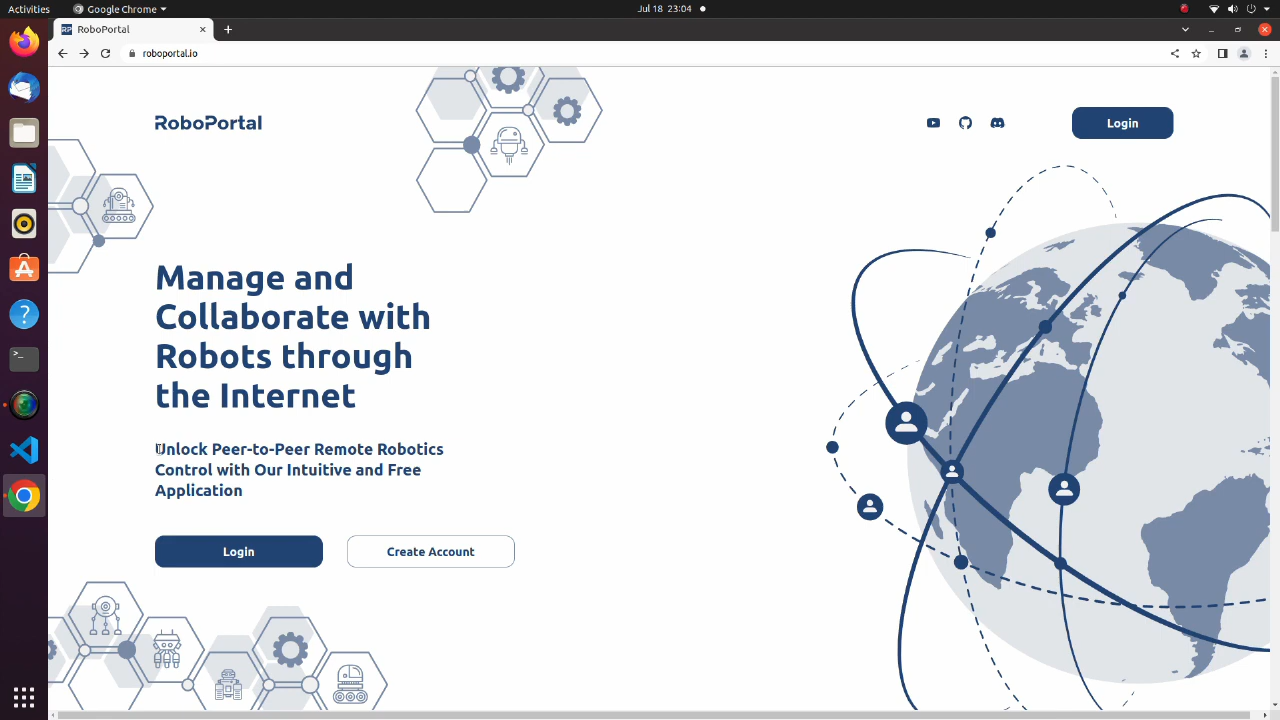 Activities
Google Chrome
Jul 18 23:04
RP
RoboPortal
roboportal.io
RoboPortal
Login
Manage and
Collaborate with
Robots through
the Internet
Unlock Peer-to-Peer Remote Robotics
Control with Our Intuitive and Free
Application
Login
Create Account